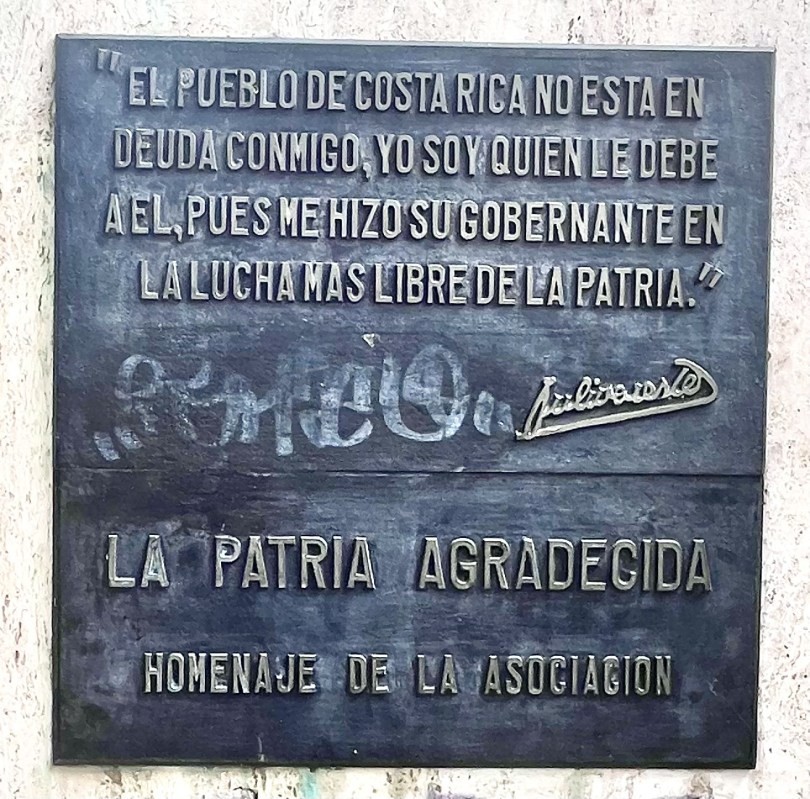 "EL PUEBLO DE COSTA RICA NO ESTA EN
DEUDA CONMIGO, YO SOY QUIEN LE DEBE
A EL, PUES ME HIZO SU GOBERNANTE EN
LA LUCHA MAS LIBRE DE LA PATRIA."
LA PATRIA AGRADECIDA
HOMENAJE DE LA ASOCIACION